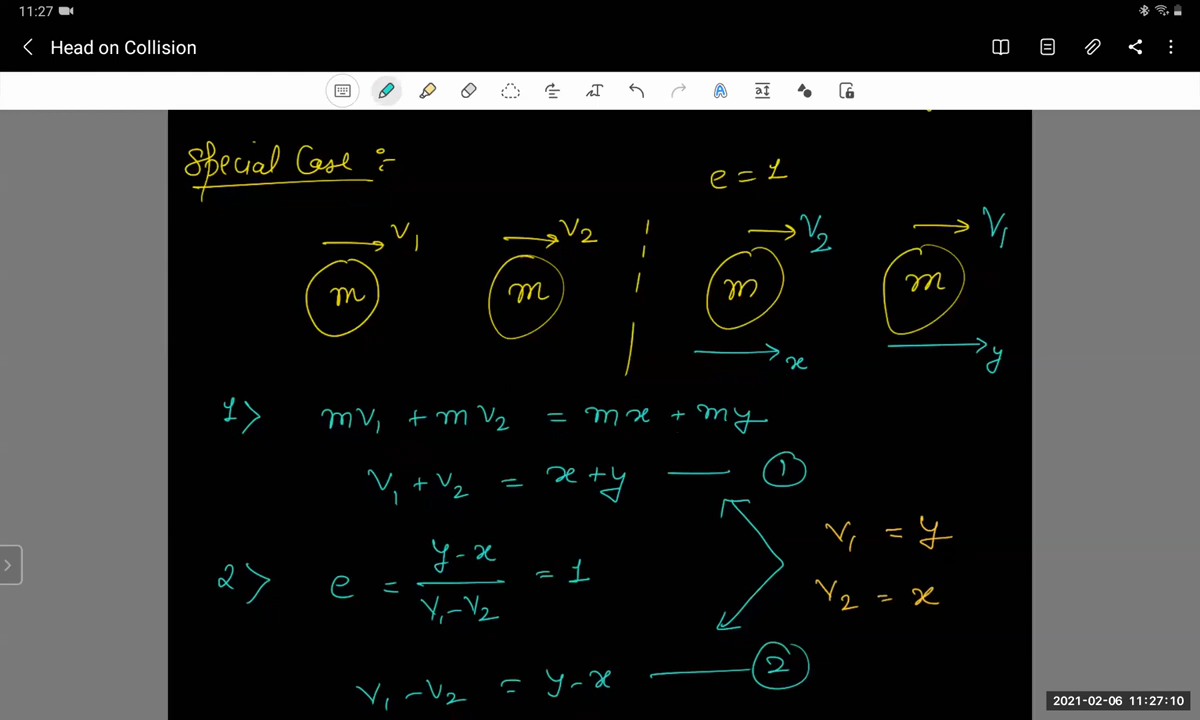 11:27
Head on Collision
Special Case :-
e = 1
V1 V2 V2 V1
m m m m
x y
1> mV1 + mV2 = mx + my
V1 + V2 = x + y —— ①
V1 = y
2> e = y - x / V1 - V2 = 1
V2 = x
V1 - V2 = y - x —— ②
2021-02-06 11:27:10